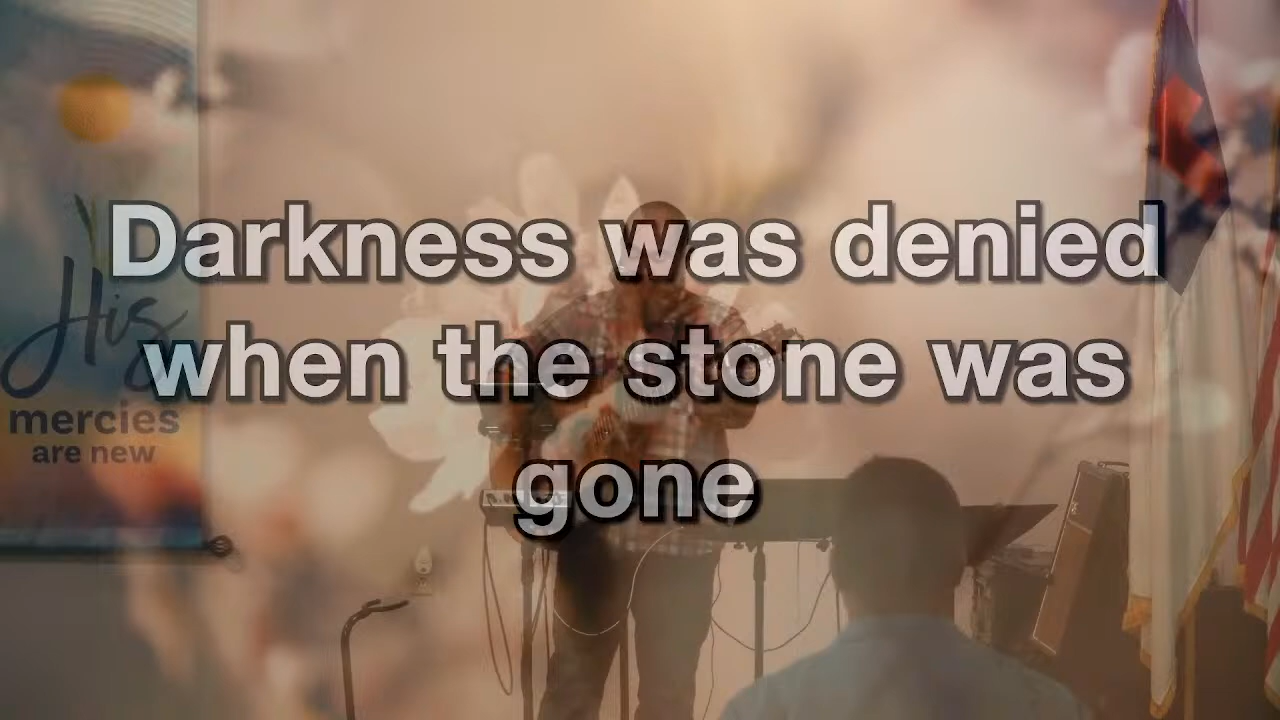 Darkness was denied
when the stone was
gone
His
mercies
are new